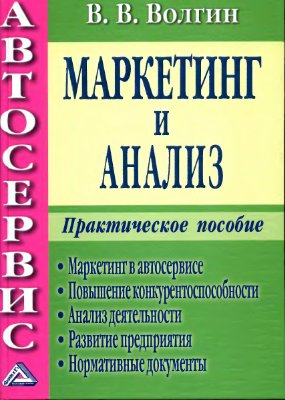 АВТОСЕРВИС
В. В. Волгин
МАРКЕТИНГ
И
АНАЛИЗ
Практическое пособие
• Маркетинг в автосервисе
• Повышение конкурентоспособности
• Анализ деятельности
• Развитие предприятия
• Нормативные документы